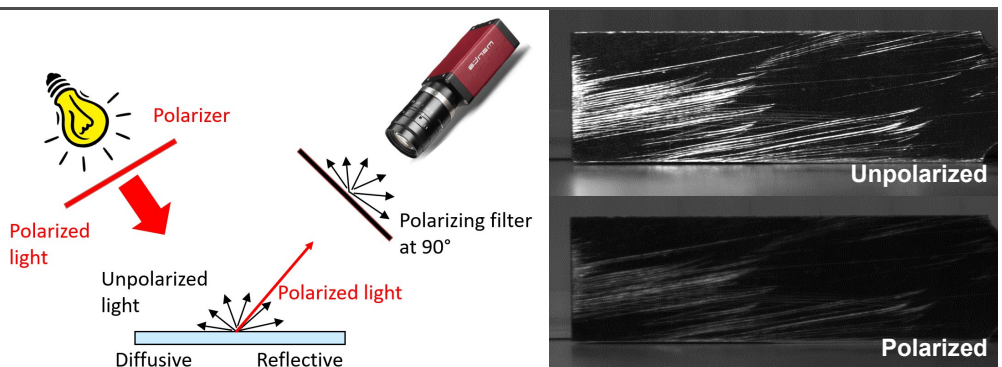 Polarizer
Polarized
light
Unpolarized
light
Polarized light
Polarizing filter
at 90°
Diffusive
Reflective
Unpolarized
Polarized